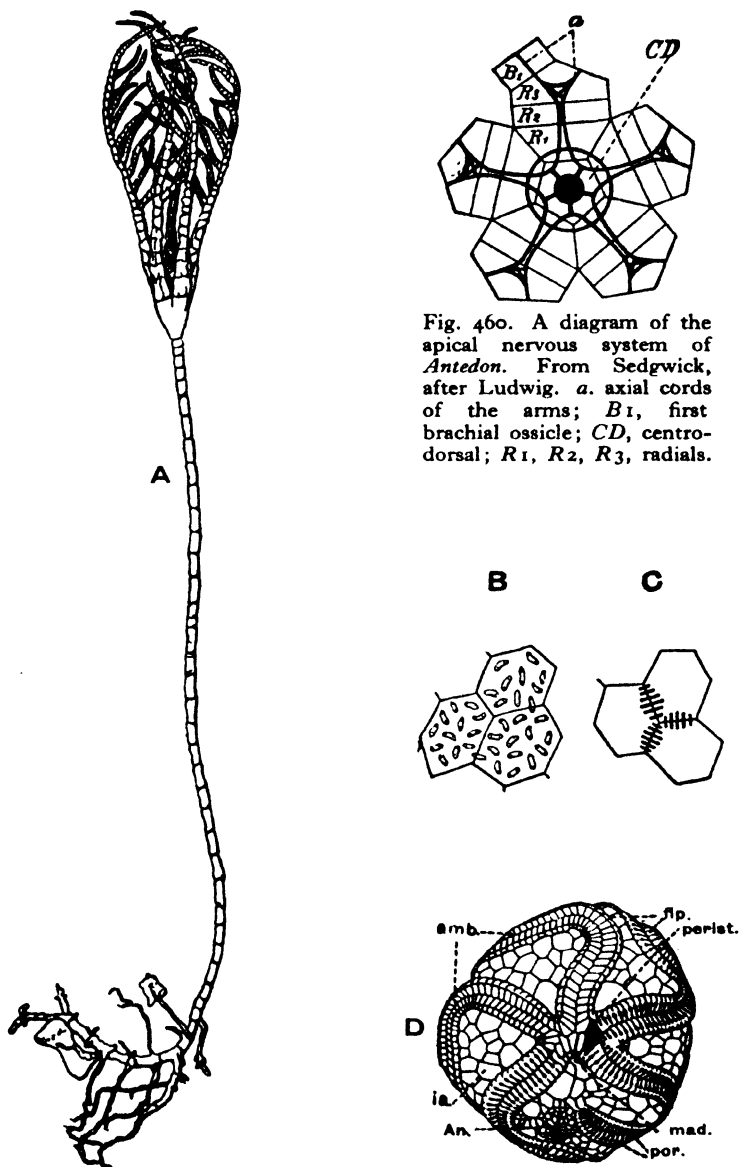 a
CD
B1
R3
R2
R1
Fig. 460. A diagram of the
apical nervous system of
Antedon. From Sedgwick,
after Ludwig. a. axial cords
of the arms; B1, first
brachial ossicle; CD, centro-
dorsal; R1, R2, R3, radials.
A
B C
amb.
flp.
perist.
D
ia.
An.
mad.
por.